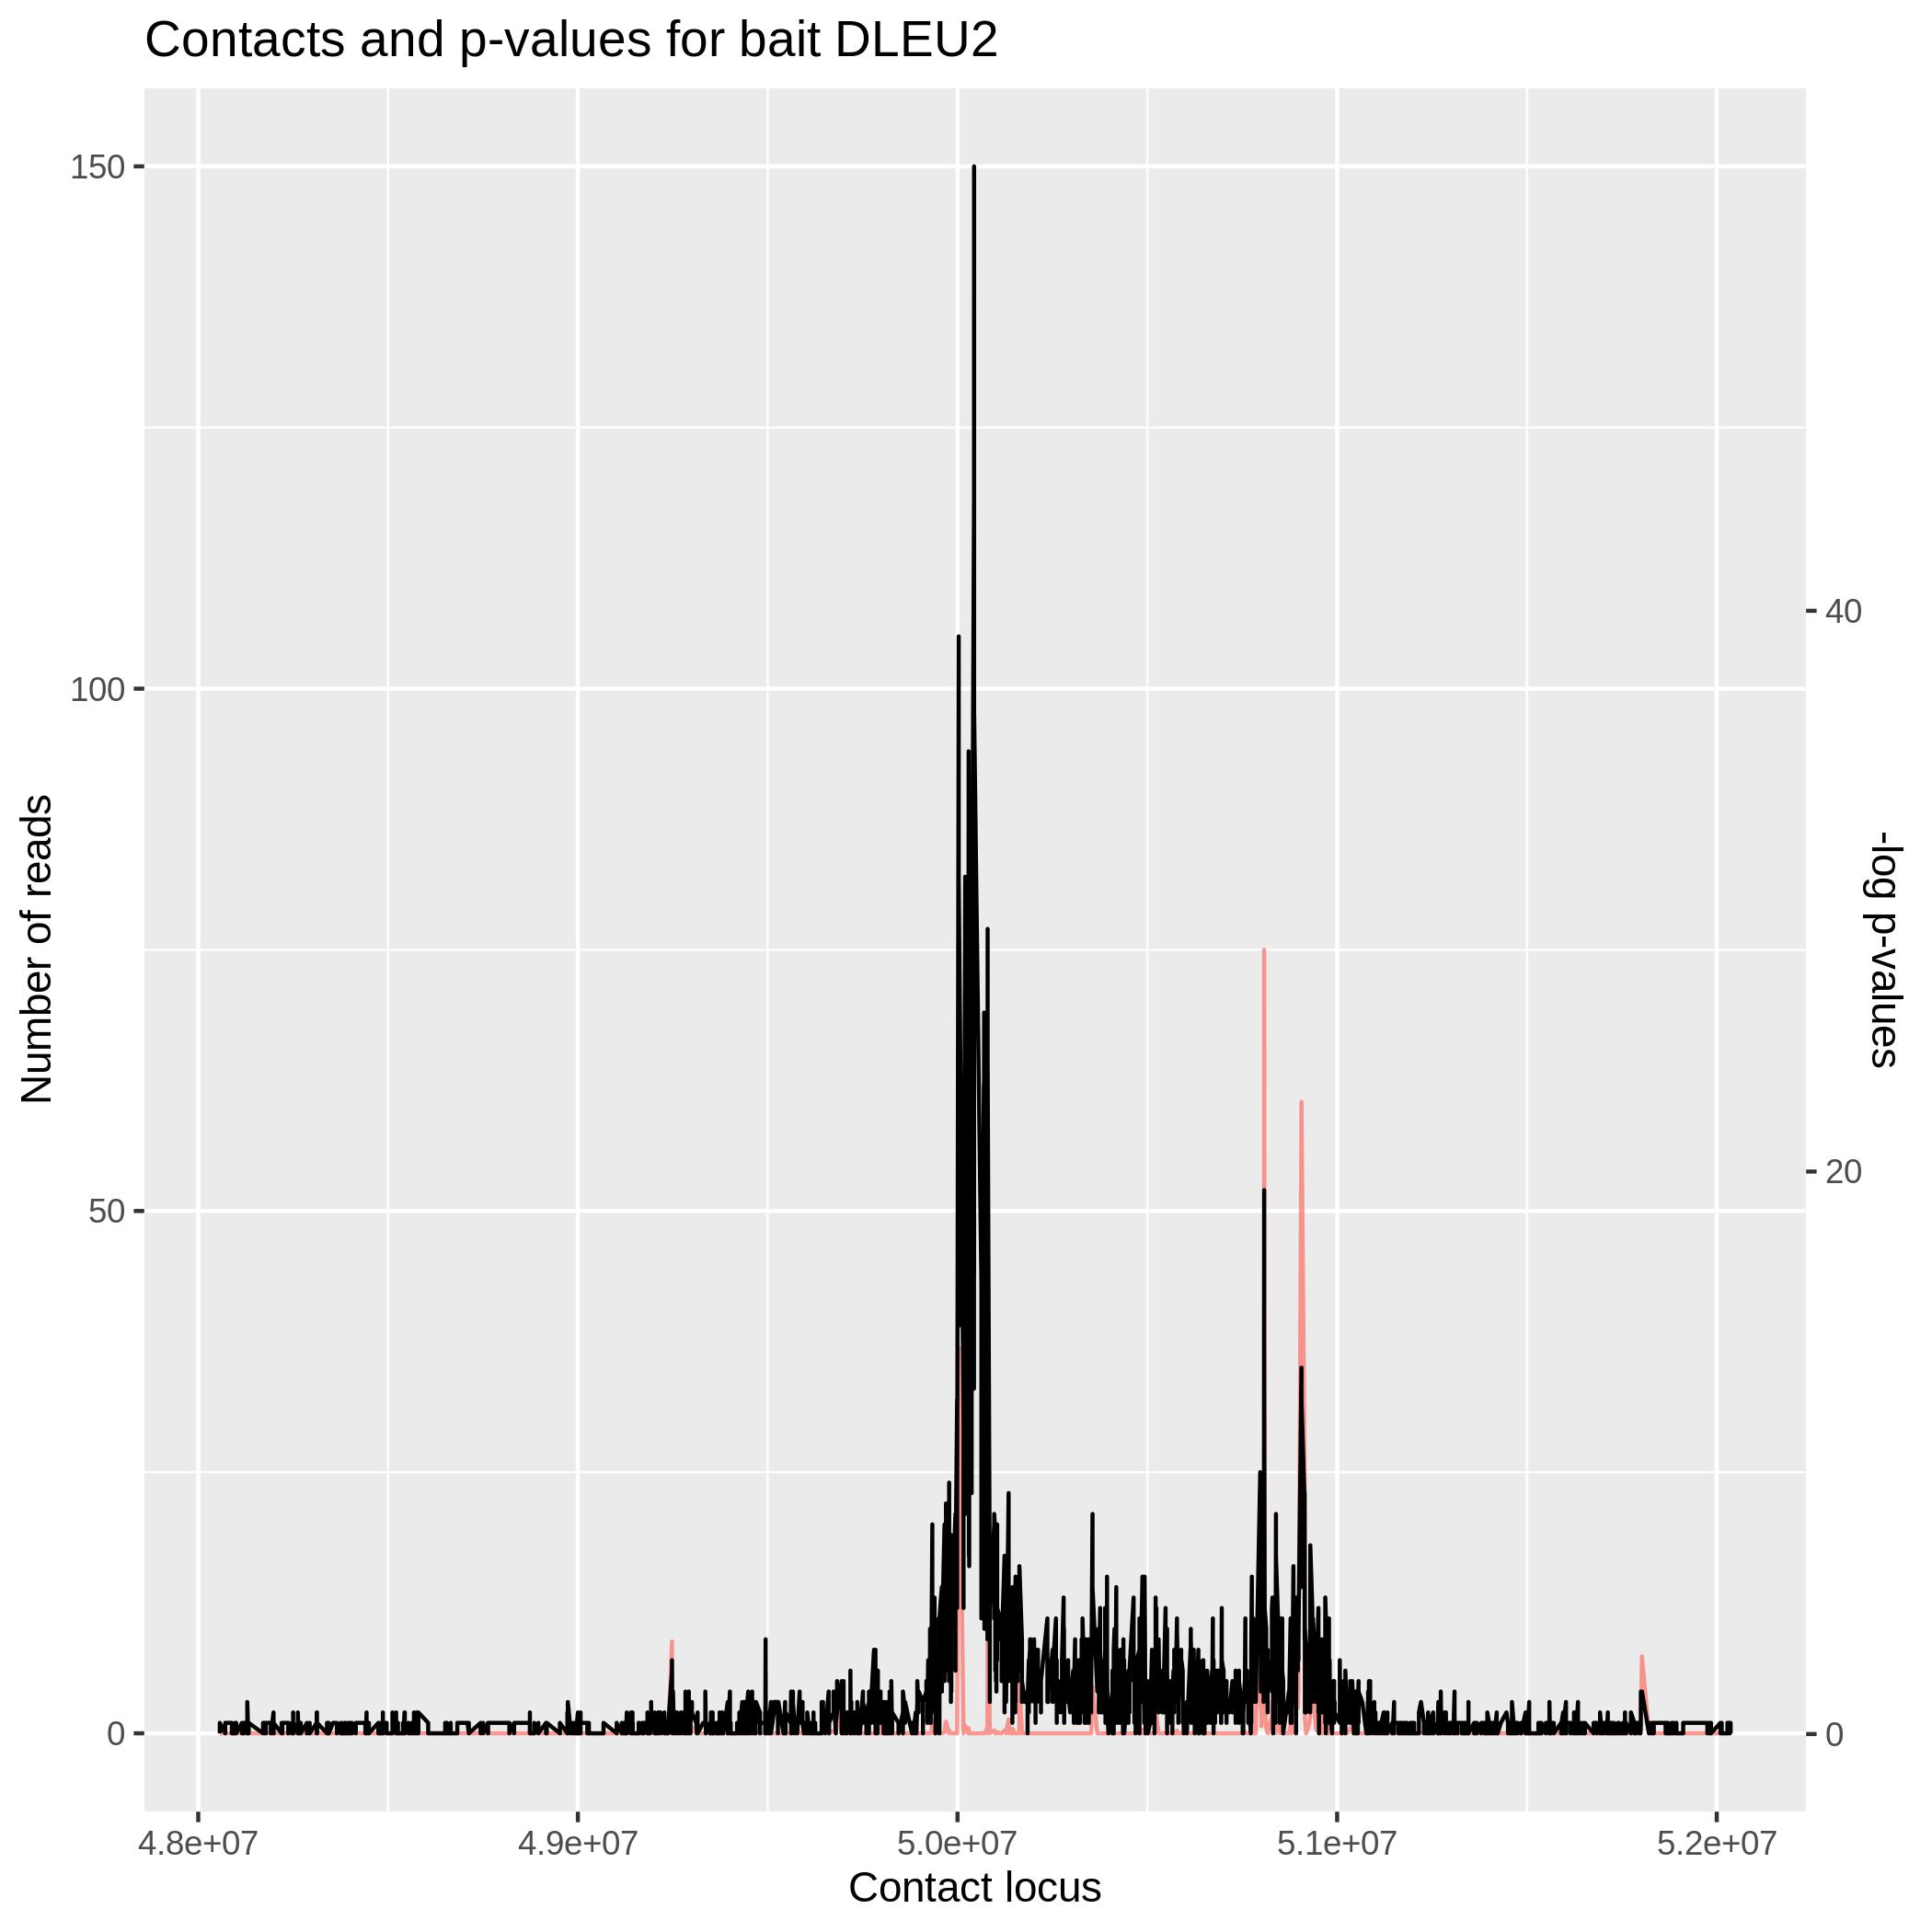 Contacts and p-values for bait DLEU2
150
100
50
0
Number of reads
40
20
0
-log p-values
4.8e+07
4.9e+07
5.0e+07
5.1e+07
5.2e+07
Contact locus